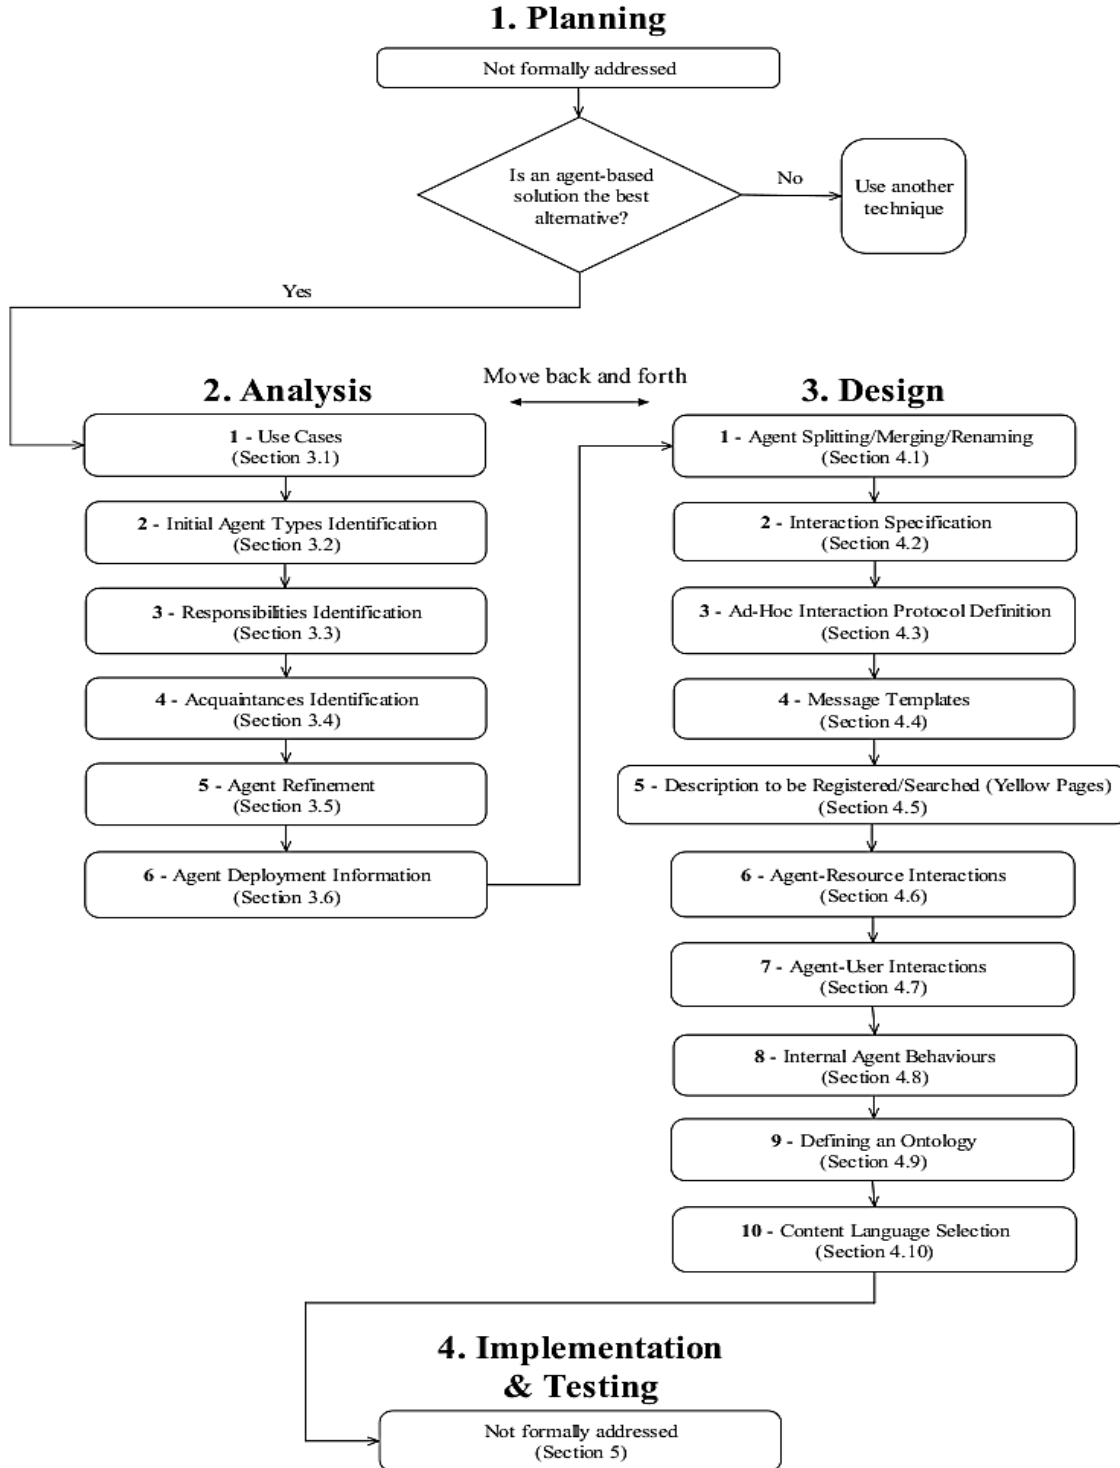 1. Planning
Not formally addressed
Is an agent-based
solution the best
alternative?
No
Use another
technique
Yes
2. Analysis
Move back and forth
3. Design
1 - Use Cases
(Section 3.1)
2 - Initial Agent Types Identification
(Section 3.2)
3 - Responsibilities Identification
(Section 3.3)
4 - Acquaintances Identification
(Section 3.4)
5 - Agent Refinement
(Section 3.5)
6 - Agent Deployment Information
(Section 3.6)
1 - Agent Splitting/Merging/Renaming
(Section 4.1)
2 - Interaction Specification
(Section 4.2)
3 - Ad-Hoc Interaction Protocol Definition
(Section 4.3)
4 - Message Templates
(Section 4.4)
5 - Description to be Registered/Searched (Yellow Pages)
(Section 4.5)
6 - Agent-Resource Interactions
(Section 4.6)
7 - Agent-User Interactions
(Section 4.7)
8 - Internal Agent Behaviours
(Section 4.8)
9 - Defining an Ontology
(Section 4.9)
10 - Content Language Selection
(Section 4.10)
4. Implementation
& Testing
Not formally addressed
(Section 5)